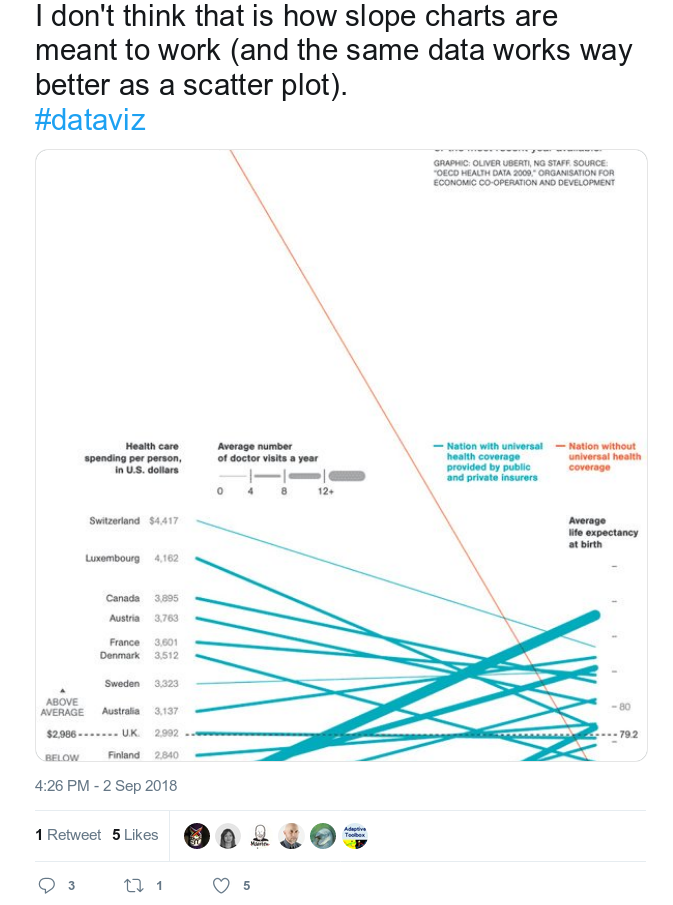 I don't think that is how slope charts are
meant to work (and the same data works way
better as a scatter plot).
#dataviz
GRAPHIC: OLIVER UBERTI, NG STAFF. SOURCE:
"OECD HEALTH DATA 2009," ORGANISATION FOR
ECONOMIC CO-OPERATION AND DEVELOPMENT
Health care
spending per person,
in U.S. dollars
Average number
of doctor visits a year
0 4 8 12+
Nation with universal
health coverage
provided by public
and private insurers
Nation without
universal health
coverage
Average
life expectancy
at birth
Switzerland $4,417
Luxembourg 4,162
Canada 3,895
Austria 3,763
France 3,601
Denmark 3,512
Sweden 3,323
ABOVE
AVERAGE
Australia 3,137
80
$2,986 U.K. 2,992
79.2
BELOW
Finland 2,840
4:26 PM - 2 Sep 2018
1 Retweet 5 Likes
Adaptive
Toolbox
3 1 5